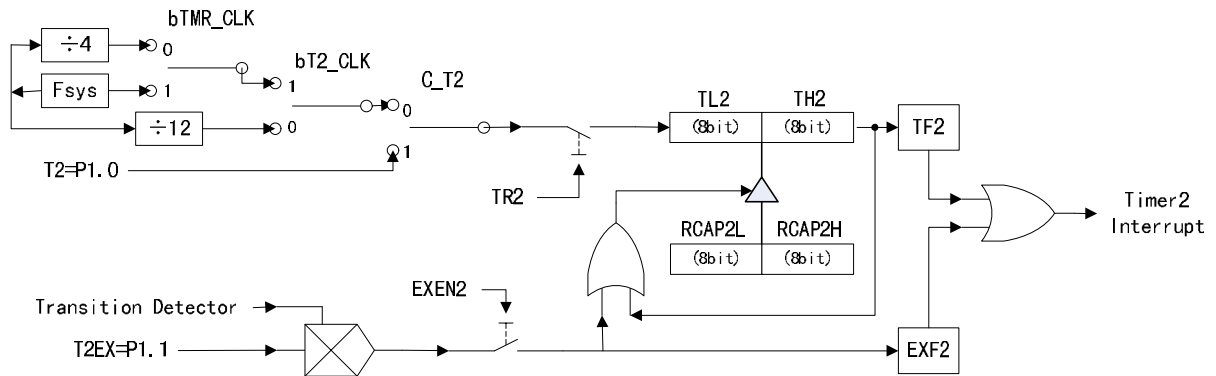 bTMR_CLK
÷4
0
bT2_CLK
Fsys
1
1
C_T2
0
÷12
0
1
T2=P1.0
TR2
TL2
TH2
(8bit)
(8bit)
TF2
RCAP2L
RCAP2H
(8bit)
(8bit)
Timer2
Interrupt
EXEN2
Transition Detector
T2EX=P1.1
EXF2